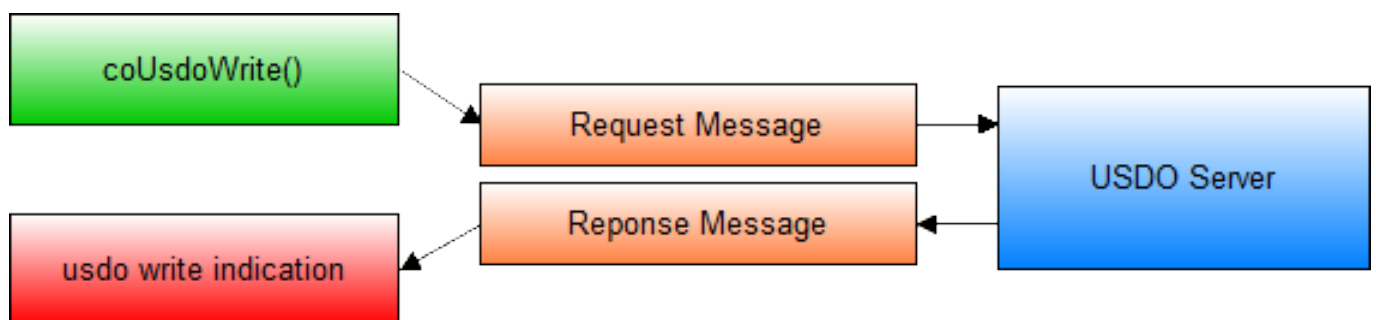 coUsdoWrite()
Request Message
USDO Server
Reponse Message
usdo write indication